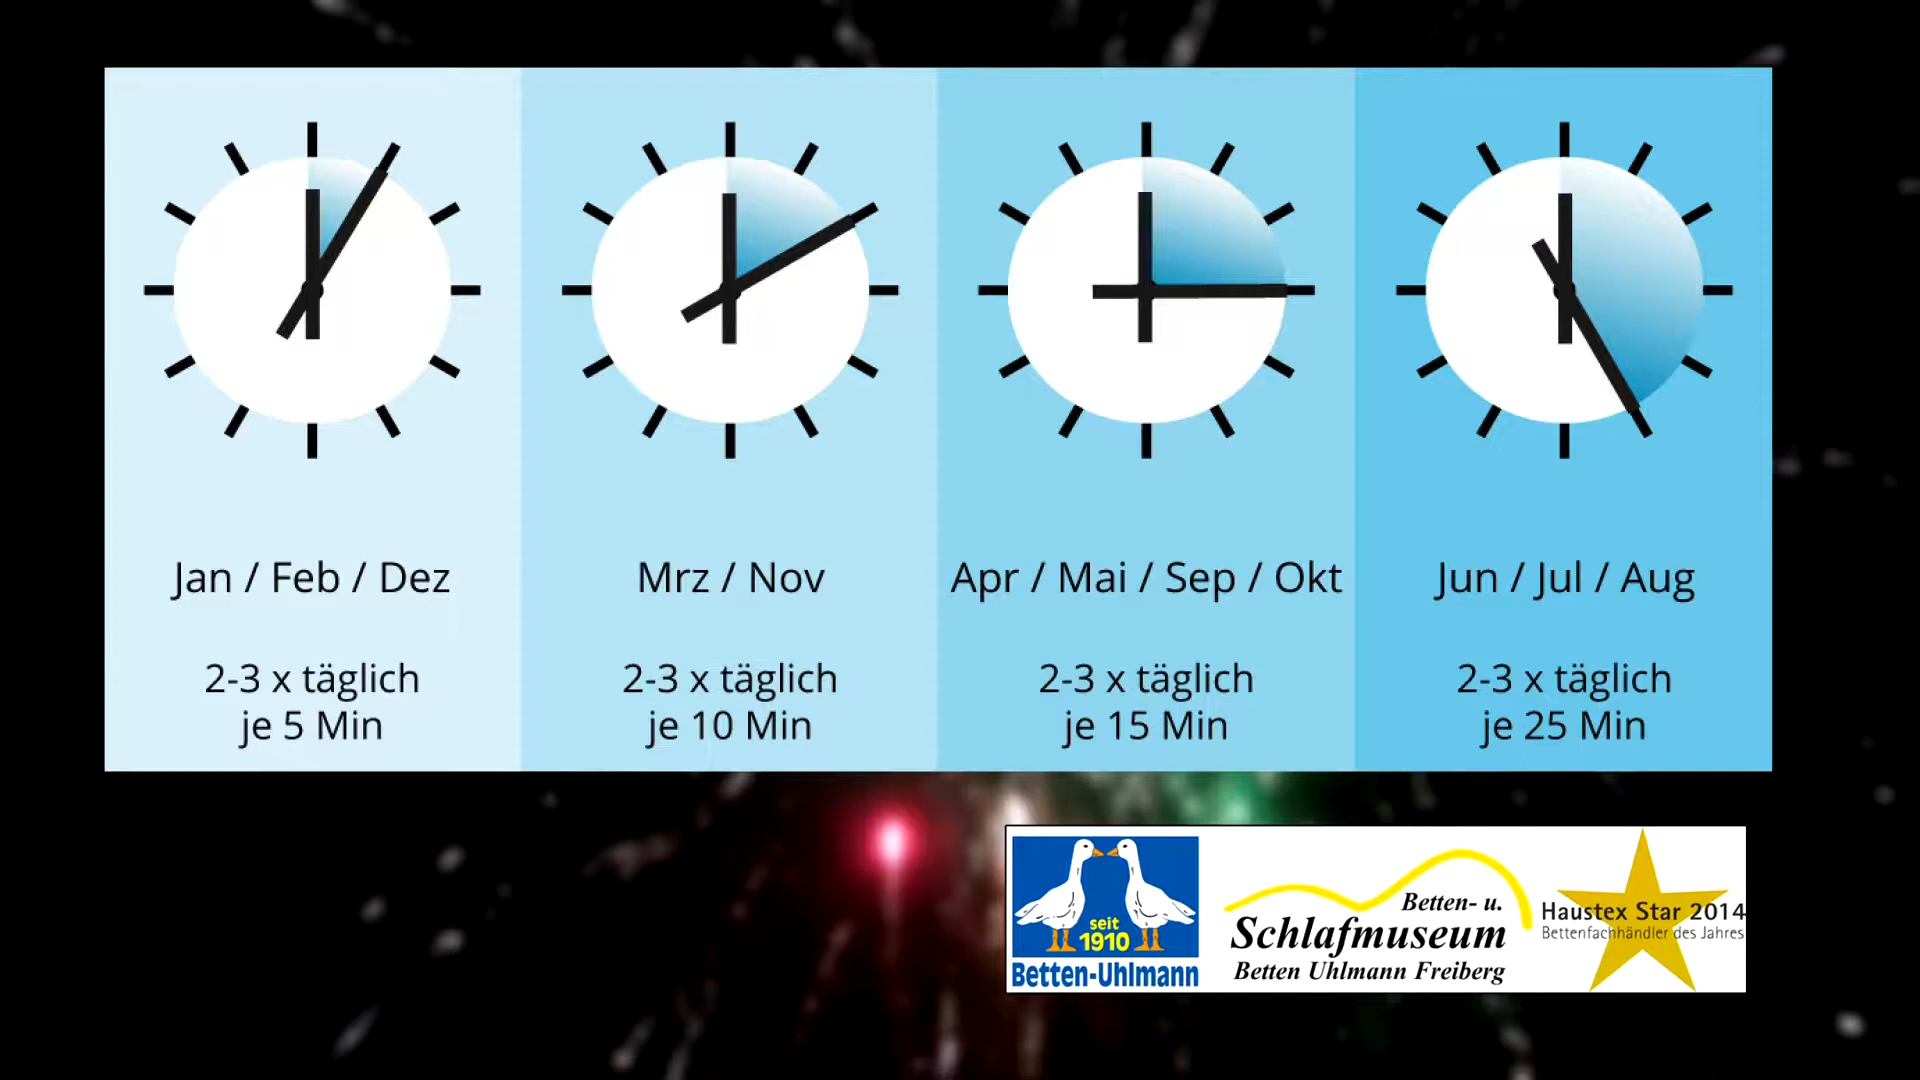 Jan / Feb / Dez
2-3 x täglich
je 5 Min
Mrz / Nov
2-3 x täglich
je 10 Min
Apr / Mai / Sep / Okt
2-3 x täglich
je 15 Min
Jun / Jul / Aug
2-3 x täglich
je 25 Min
seit
1910
Betten-Uhlmann
Betten- u.
Schlafmuseum
Betten Uhlmann Freiberg
Haustex Star 2014
Bettenfachhändler des Jahres